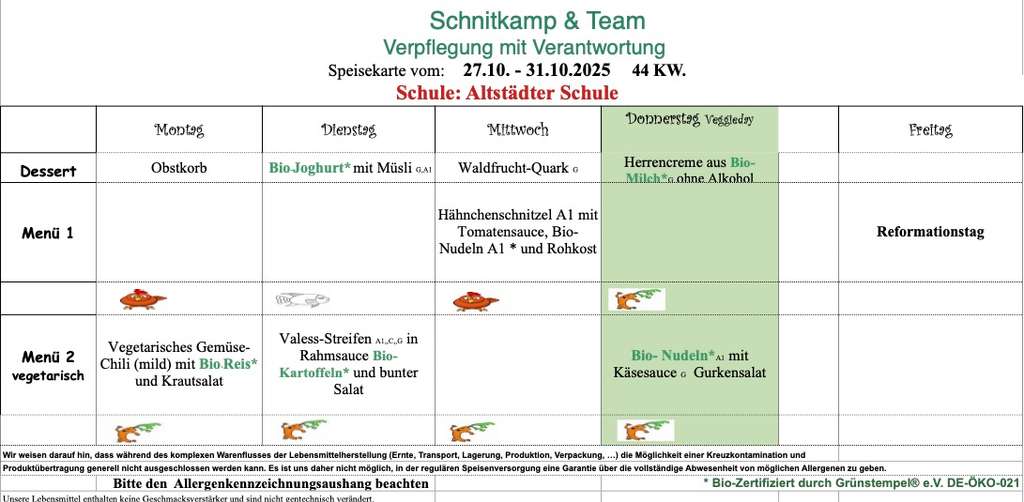 Schnitkamp & Team
Verpflegung mit Verantwortung
Speisekarte vom: 27.10. - 31.10.2025 44 KW.
Schule: Altstädter Schule
Montag
Dienstag
Mittwoch
Donnerstag Veggieday
Freitag
Dessert
Obstkorb
Bio-Joghurt* mit Müsli G,A1
Waldfrucht-Quark G
Herrencreme aus Bio-
Milch*G ohne Alkohol
Menü 1
Hähnchenschnitzel A1 mit
Tomatensauce, Bio-
Nudeln A1 * und Rohkost
Reformationstag
Menü 2
vegetarisch
Vegetarisches Gemüse-
Chili (mild) mit Bio-Reis*
und Krautsalat
Valess-Streifen A1,,C,,G in
Rahmsauce Bio-
Kartoffeln* und bunter
Salat
Bio- Nudeln*A1 mit
Käsesauce G Gurkensalat
Wir weisen darauf hin, dass während des komplexen Warenflusses der Lebensmittelherstellung (Ernte, Transport, Lagerung, Produktion, Verpackung, ...) die Möglichkeit einer Kreuzkontamination und
Produktübertragung generell nicht ausgeschlossen werden kann. Es ist uns daher nicht möglich, in der regulären Speisenversorgung eine Garantie über die vollständige Abwesenheit von möglichen Allergenen zu geben.
Bitte den Allergenkennzeichnungsaushang beachten
* Bio-Zertifiziert durch Grünstempel® e.V. DE-ÖKO-021
Unsere Lebensmittel enthalten keine Geschmacksverstärker und sind nicht gentechnisch verändert.